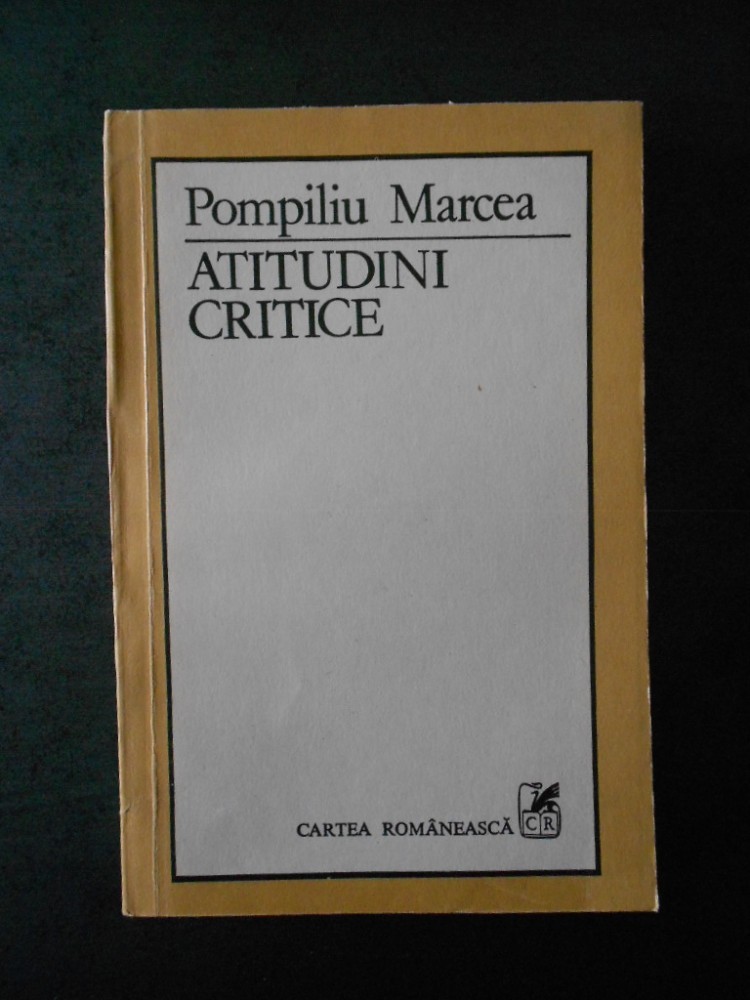 Pompiliu Marcea
ATITUDINI
CRITICE
CARTEA ROMÂNEASCĂ
CR